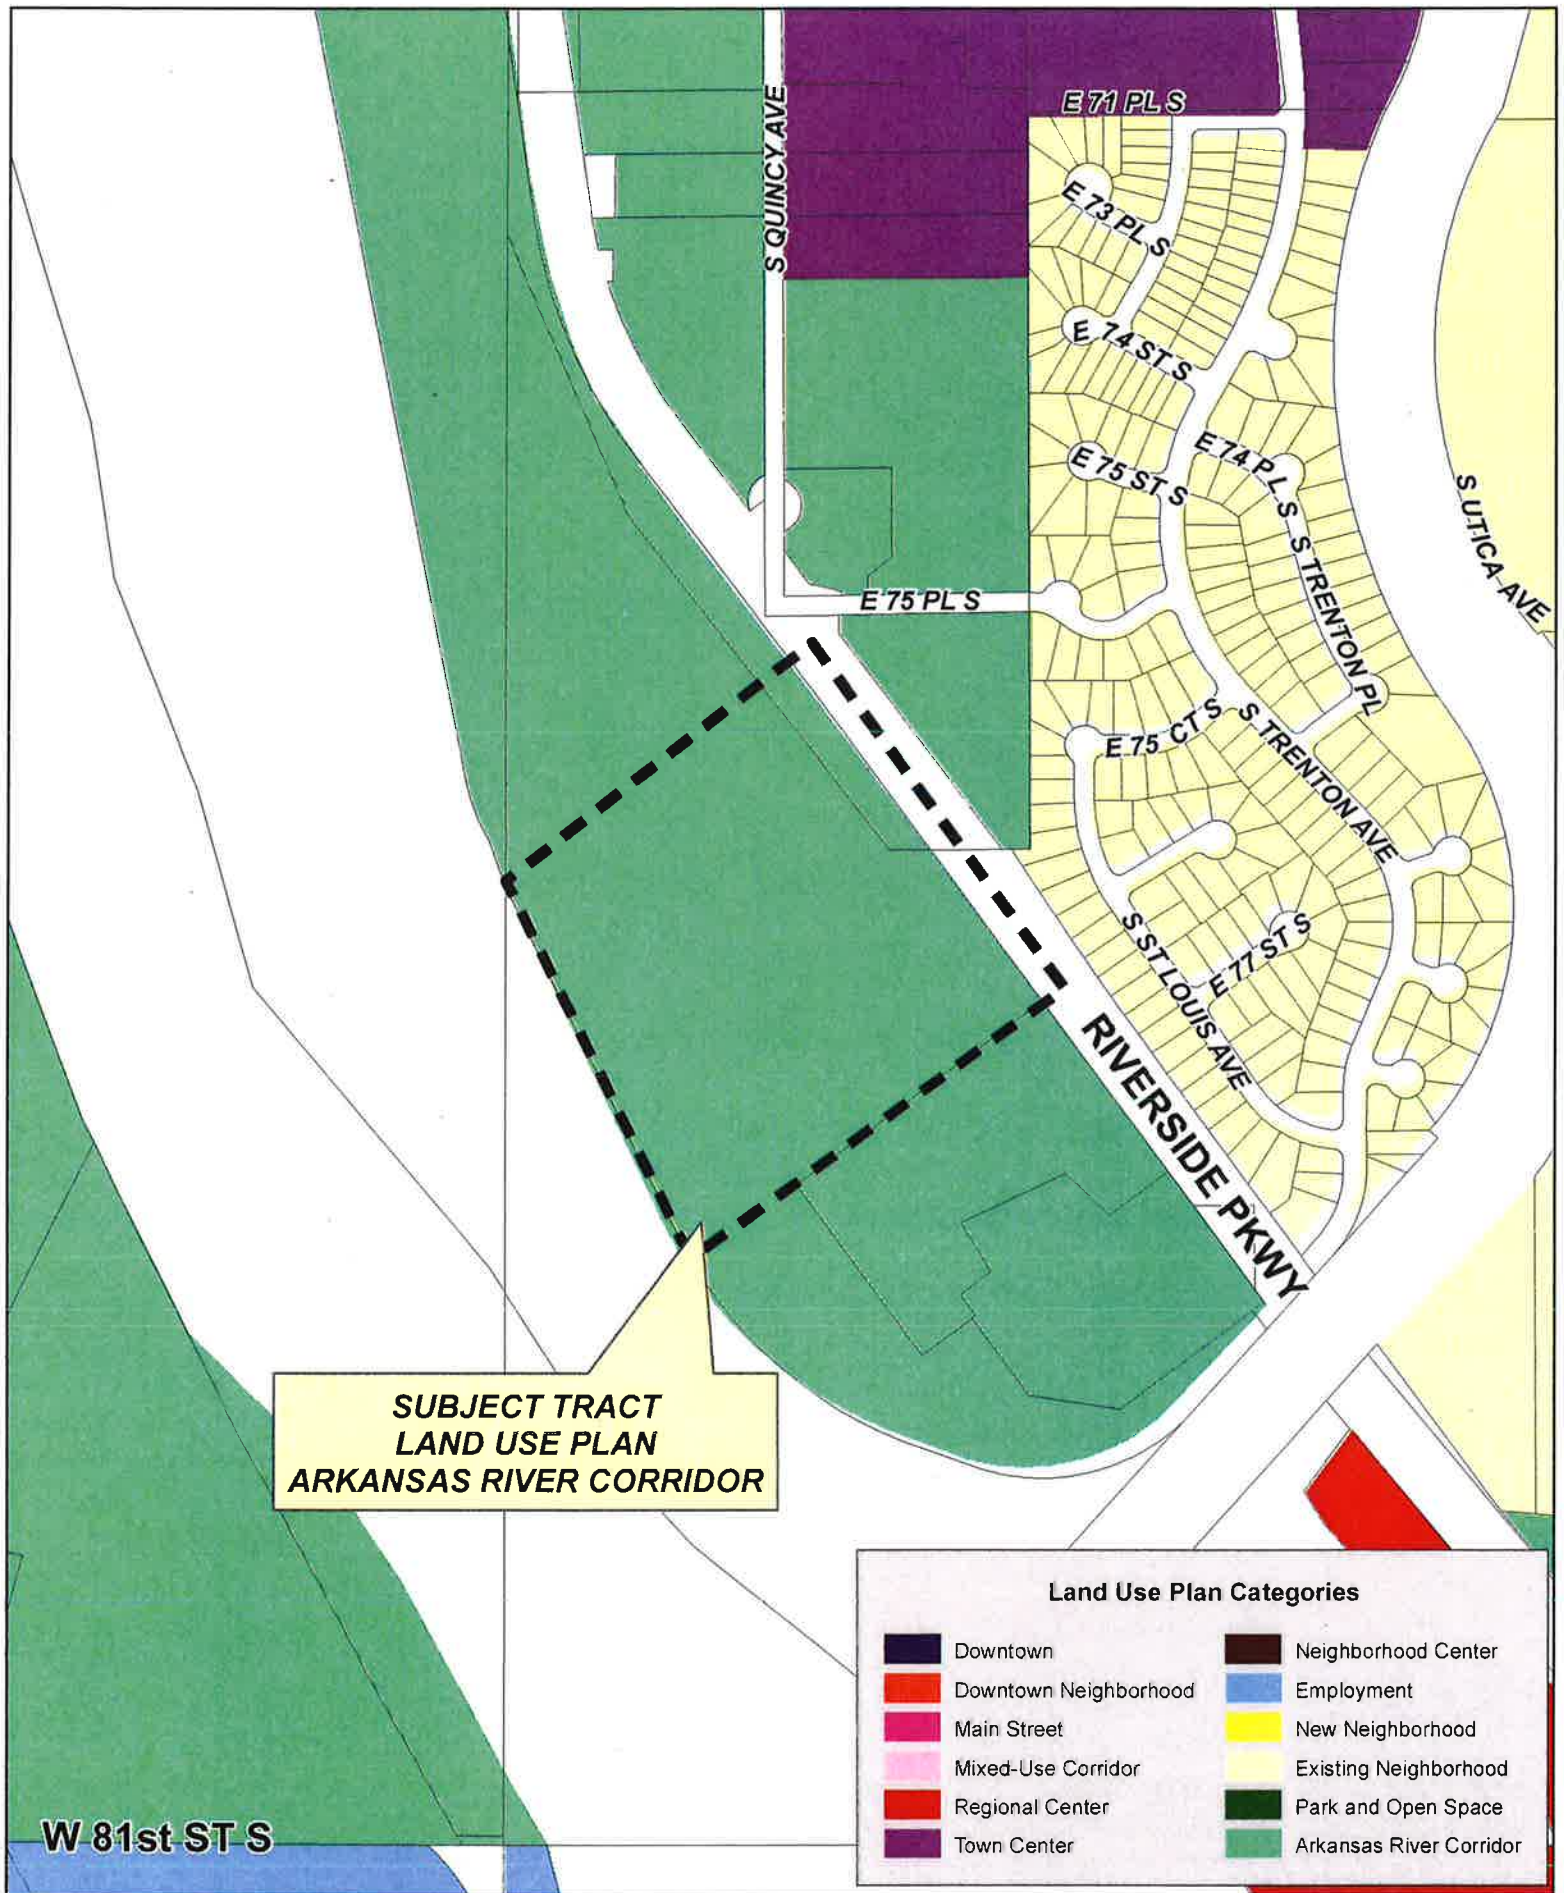 E 71 PL S
S QUINCY AVE
E 73 PL S
E 74 ST S
E 75 ST S
E 74 PL S
S TRENTON PL
S UTICA AVE
E 75 PL S
E 75 CT S
S TRENTON AVE
S ST LOUIS AVE
E 77 ST S
RIVERSIDE PKWY
SUBJECT TRACT
LAND USE PLAN
ARKANSAS RIVER CORRIDOR
W 81st ST S
Land Use Plan Categories
Downtown
Downtown Neighborhood
Main Street
Mixed-Use Corridor
Regional Center
Town Center
Neighborhood Center
Employment
New Neighborhood
Existing Neighborhood
Park and Open Space
Arkansas River Corridor